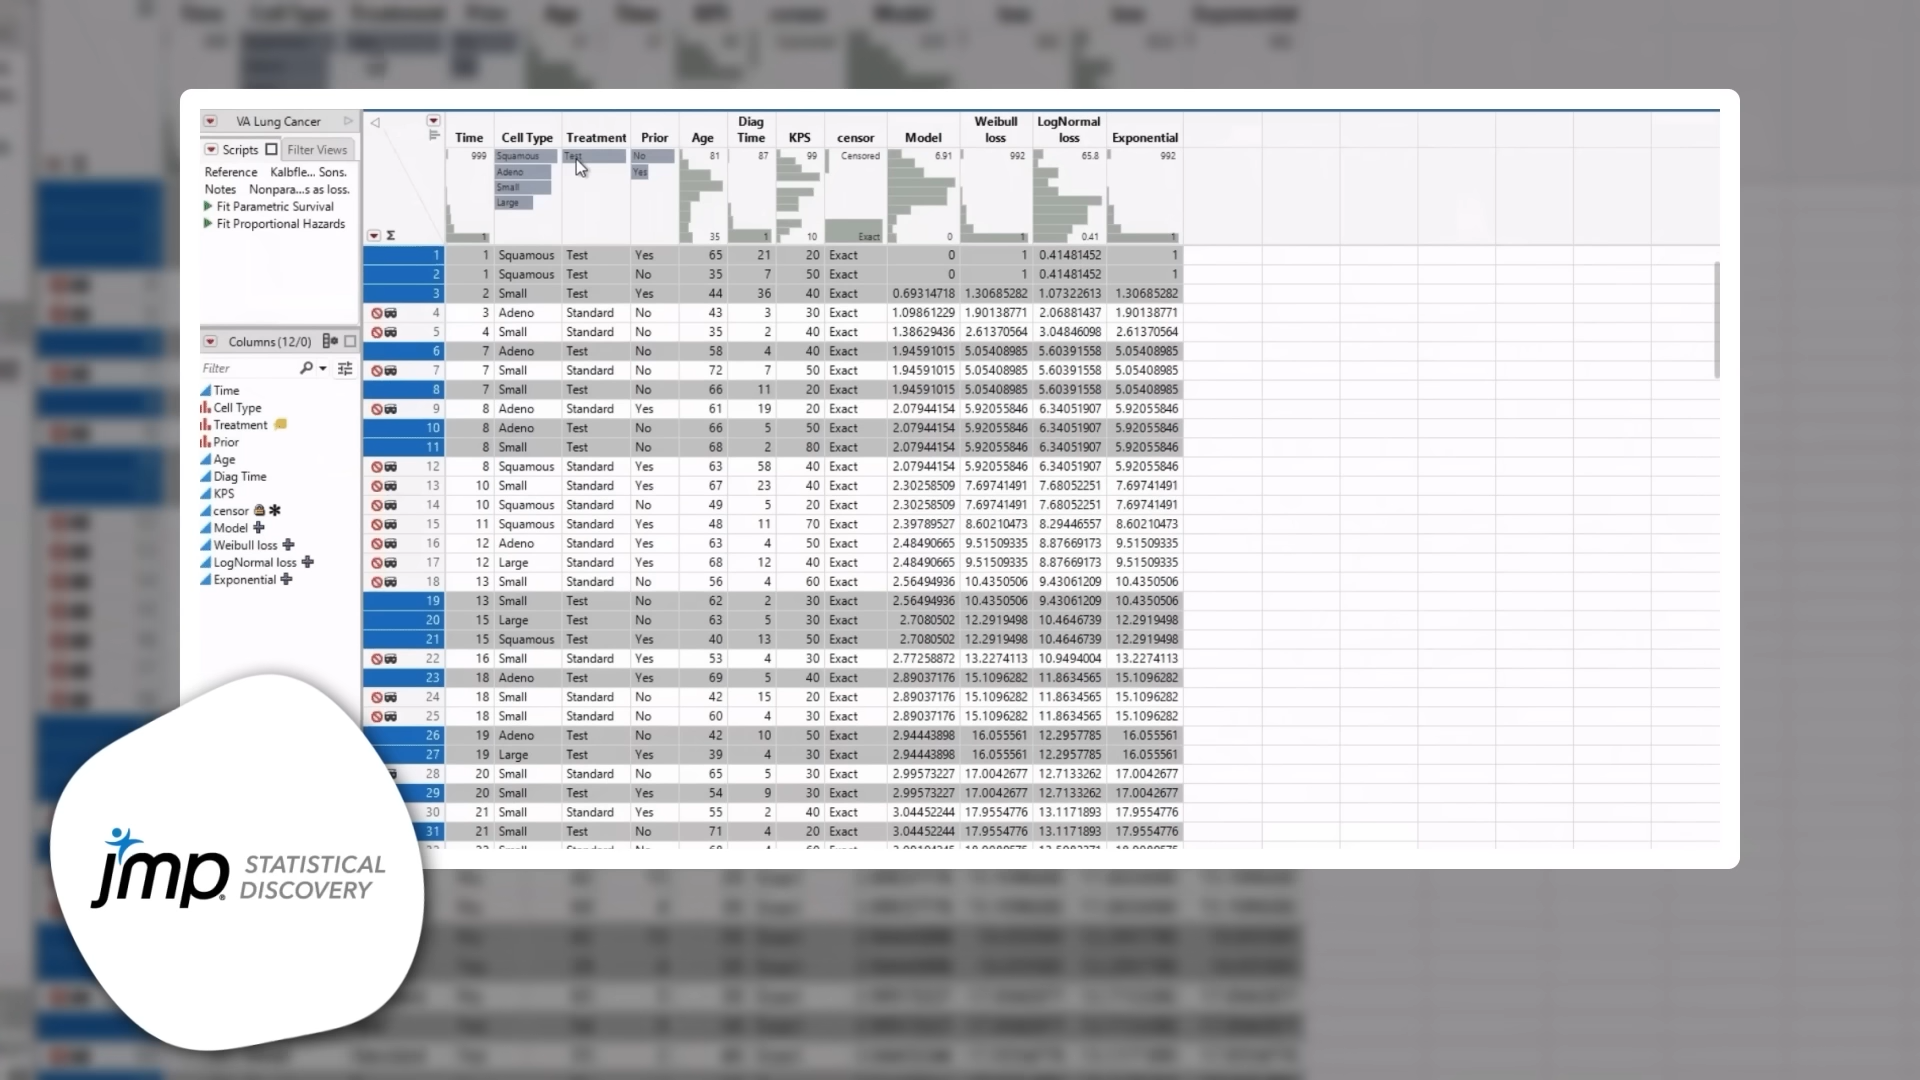 VA Lung Cancer
Scripts Filter Views
Reference Kalbfle... Sons.
Notes Nonpara...s as loss.
Fit Parametric Survival
Fit Proportional Hazards
Columns (12/0)
Filter
Time
Cell Type
Treatment
Prior
Age
Diag Time
KPS
censor
Model
Weibull loss
LogNormal loss
Exponential
Time Cell Type Treatment Prior Age Diag Time KPS censor Model Weibull loss LogNormal loss Exponential
999 Squamous Test No 81 87 99 Censored 6.91 992 65.8 992
Adeno Yes
Small
Large
1 35 1 10 Exact 0 1 0.41 1
1 1 Squamous Test Yes 65 21 20 Exact 0 1 0.41481452 1
2 1 Squamous Test No 35 7 50 Exact 0 1 0.41481452 1
3 2 Small Test Yes 44 36 40 Exact 0.69314718 1.30685282 1.07322613 1.30685282
4 3 Adeno Standard No 43 3 30 Exact 1.09861229 1.90138771 2.06881437 1.90138771
5 4 Small Standard No 35 2 40 Exact 1.38629436 2.61370564 3.04846098 2.61370564
6 7 Adeno Test No 58 4 40 Exact 1.94591015 5.05408985 5.60391558 5.05408985
7 7 Small Standard No 72 7 50 Exact 1.94591015 5.05408985 5.60391558 5.05408985
8 7 Small Test No 66 11 20 Exact 1.94591015 5.05408985 5.60391558 5.05408985
9 8 Adeno Standard Yes 61 19 20 Exact 2.07944154 5.92055846 6.34051907 5.92055846
10 8 Adeno Test No 66 5 50 Exact 2.07944154 5.92055846 6.34051907 5.92055846
11 8 Small Test No 68 2 80 Exact 2.07944154 5.92055846 6.34051907 5.92055846
12 8 Squamous Standard Yes 63 58 40 Exact 2.07944154 5.92055846 6.34051907 5.92055846
13 10 Small Standard Yes 67 23 40 Exact 2.30258509 7.69741491 7.68052251 7.69741491
14 10 Squamous Standard No 49 5 20 Exact 2.30258509 7.69741491 7.68052251 7.69741491
15 11 Squamous Standard Yes 48 11 70 Exact 2.39789527 8.60210473 8.29446557 8.60210473
16 12 Adeno Standard Yes 63 4 50 Exact 2.48490665 9.51509335 8.87669173 9.51509335
17 12 Large Standard Yes 68 12 40 Exact 2.48490665 9.51509335 8.87669173 9.51509335
18 13 Small Standard No 56 4 60 Exact 2.56494936 10.4350506 9.43061209 10.4350506
19 13 Small Test No 62 2 30 Exact 2.56494936 10.4350506 9.43061209 10.4350506
20 15 Large Test No 63 5 30 Exact 2.7080502 12.2919498 10.4646739 12.2919498
21 15 Squamous Test Yes 40 13 50 Exact 2.7080502 12.2919498 10.4646739 12.2919498
22 16 Small Standard Yes 53 4 30 Exact 2.77258872 13.2274113 10.9494004 13.2274113
23 18 Adeno Test Yes 69 5 40 Exact 2.89037176 15.1096282 11.8634565 15.1096282
24 18 Small Standard No 42 15 20 Exact 2.89037176 15.1096282 11.8634565 15.1096282
25 18 Small Standard No 60 4 30 Exact 2.89037176 15.1096282 11.8634565 15.1096282
26 19 Adeno Test No 42 10 50 Exact 2.94443898 16.055561 12.2957785 16.055561
27 19 Large Test Yes 39 4 30 Exact 2.94443898 16.055561 12.2957785 16.055561
28 20 Small Standard No 65 5 30 Exact 2.99573227 17.0042677 12.7133262 17.0042677
29 20 Small Test Yes 54 9 30 Exact 2.99573227 17.0042677 12.7133262 17.0042677
30 21 Small Standard Yes 55 2 40 Exact 3.04452244 17.9554776 13.1171893 17.9554776
31 21 Small Test No 71 4 20 Exact 3.04452244 17.9554776 13.1171893 17.9554776
jmp STATISTICAL
DISCOVERY